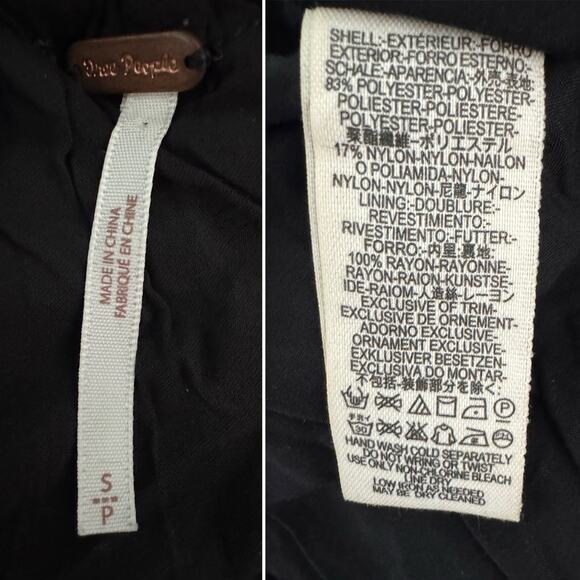 Free People
MADE IN CHINA
FABRIQUÉ EN CHINE
S
P
SHELL:-EXTÉRIEUR:-FORRO
EXTERIOR:-FORRO ESTERNO:-
SCHALE:-APARENCIA:-外壳:表地:
83% POLYESTER-POLYESTER-
POLIÉSTER-POLIESTERE-
POLYESTER-POLIESTER-
聚酯纖維-ポリエステル
17% NYLON-NYLON-NAILON
O POLIAMIDA-NYLON-
NYLON-NYLON-尼龍-ナイロン
LINING:-DOUBLURE:-
REVESTIMIENTO:-
RIVESTIMENTO:-FUTTER:-
FORRO:-内里:裏地:
100% RAYON-RAYONNE-
RAYÓN-RAION-KUNSTSE-
IDE-RAIOM-人造絲-レーヨン
EXCLUSIVE OF TRIM-
EXCLUSIVE DE ORNEMENT-
ADORNO EXCLUSIVO-
ORNAMENT EXCLUSIVE-
EXKLUSIVER BESETZEN-
EXCLUSIVA DO MONTAR-
不包括-装飾部分を除く.
HAND WASH COLD SEPARATELY
DO NOT WRING OR TWIST
USE ONLY NON-CHLORINE BLEACH
LINE DRY
LOW IRON AS NEEDED
MAY BE DRY CLEANED